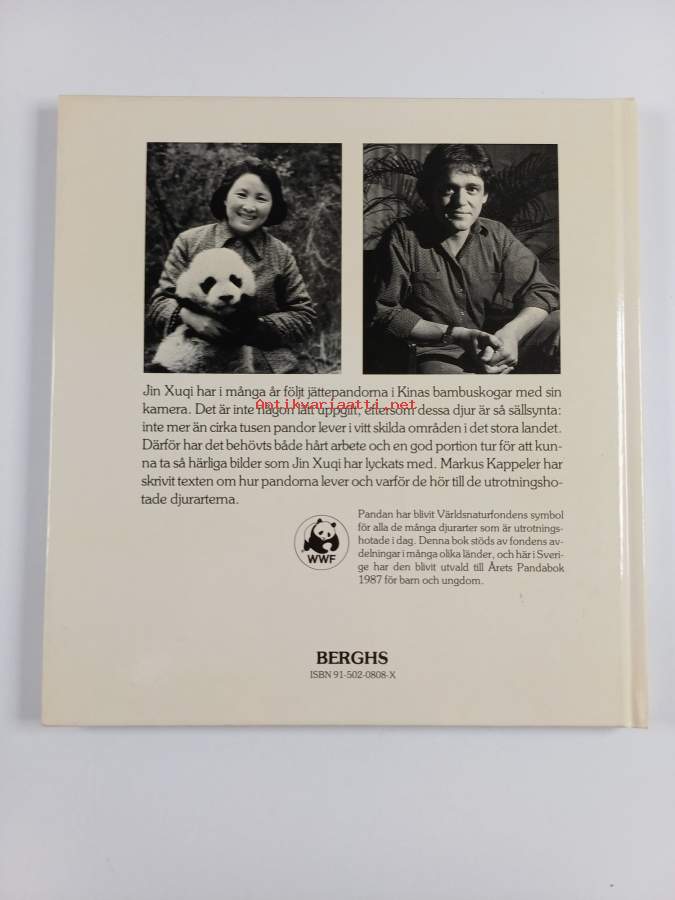 Jin Xuqi har i många år följt jättepandorna i Kinas bambuskogar med sin
kamera. Det är inte någon lätt uppgift, eftersom dessa djur är så sällsynta:
Antikvariaatti.net
inte mer än cirka tusen pandor lever i vitt skilda områden i det stora landet.
Därför har det behövts både hårt arbete och en god portion tur för att kun-
na ta så härliga bilder som Jin Xuqi har lyckats med. Markus Kappeler har
skrivit texten om hur pandorna lever och varför de hör till de utrotningsho-
tade djurarterna.
Pandan har blivit Världsnaturfondens symbol
för alla de många djurarter som är utrotnings-
hotade i dag. Denna bok stöds av fondens av-
delningar i många olika länder, och här i Sveri-
ge har den blivit utvald till Årets Pandabok
1987 för barn och ungdom.
WWF
BERGHS
ISBN 91-502-0808-X